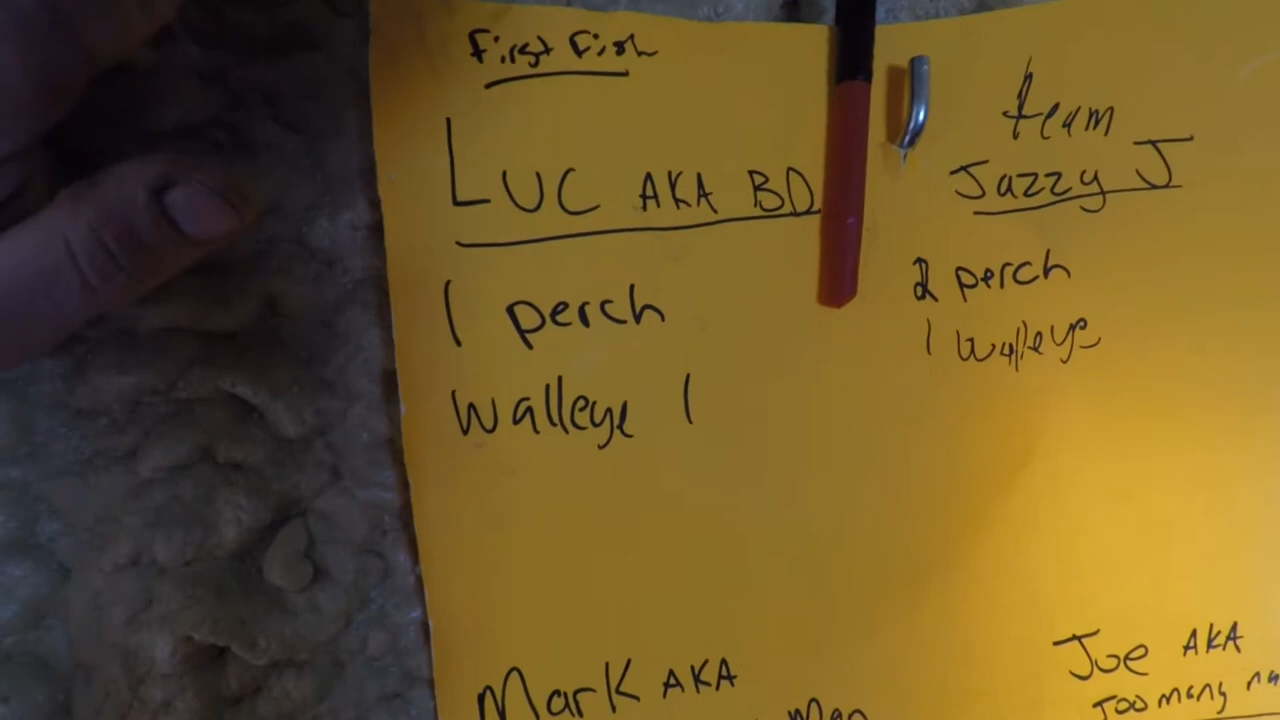 First Fish
LUC AKA BD
1 perch
walleye 1
team
Jazzy J
2 perch
1 walleye
Mark AKA
Man
Joe AKA
Too many